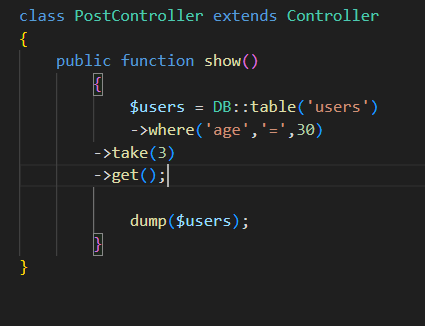 class PostController extends Controller
{
    public function show()
        {
            $users = DB::table('users')
            ->where('age','=',30)
        ->take(3)
        ->get();

            dump($users);
        }
}